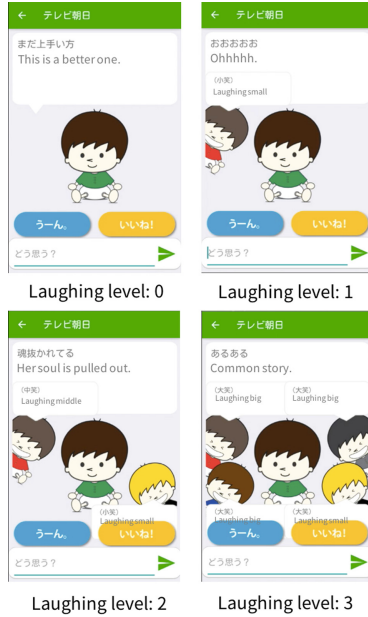 ← テレビ朝日
まだ上手い方
This is a better one.
うーん。
いいね!
どう思う?
Laughing level: 0
← テレビ朝日
おおおおお
Ohhhhh.
(小笑)
Laughing small
うーん。
いいね!
どう思う?
Laughing level: 1
← テレビ朝日
魂抜かれてる
Her soul is pulled out.
(中笑)
Laughing middle
(小笑)
Laughing small
うーん。
いいね!
どう思う?
Laughing level: 2
← テレビ朝日
あるある
Common story.
(大笑)
Laughing big
(大笑)
Laughing big
(大笑)
Laughing big
(大笑)
Laughing small
うーん。
いいね!
どう思う?
Laughing level: 3